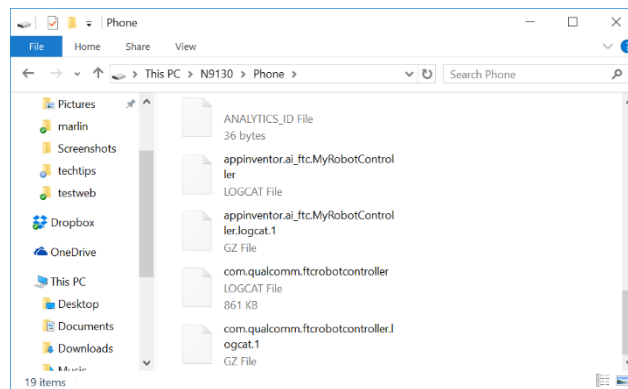 Phone
File Home Share View
This PC > N9130 > Phone >
Search Phone
Pictures
marlin
Screenshots
techtips
testweb
Dropbox
OneDrive
This PC
Desktop
Documents
Downloads
Music
ANALYTICS_ID File
36 bytes
appinventor.ai_ftc.MyRobotControl
ler
LOGCAT File
appinventor.ai_ftc.MyRobotControl
ler.logcat.1
GZ File
com.qualcomm.ftcrobotcontroller
LOGCAT File
861 KB
com.qualcomm.ftcrobotcontroller.l
ogcat.1
GZ File
19 items